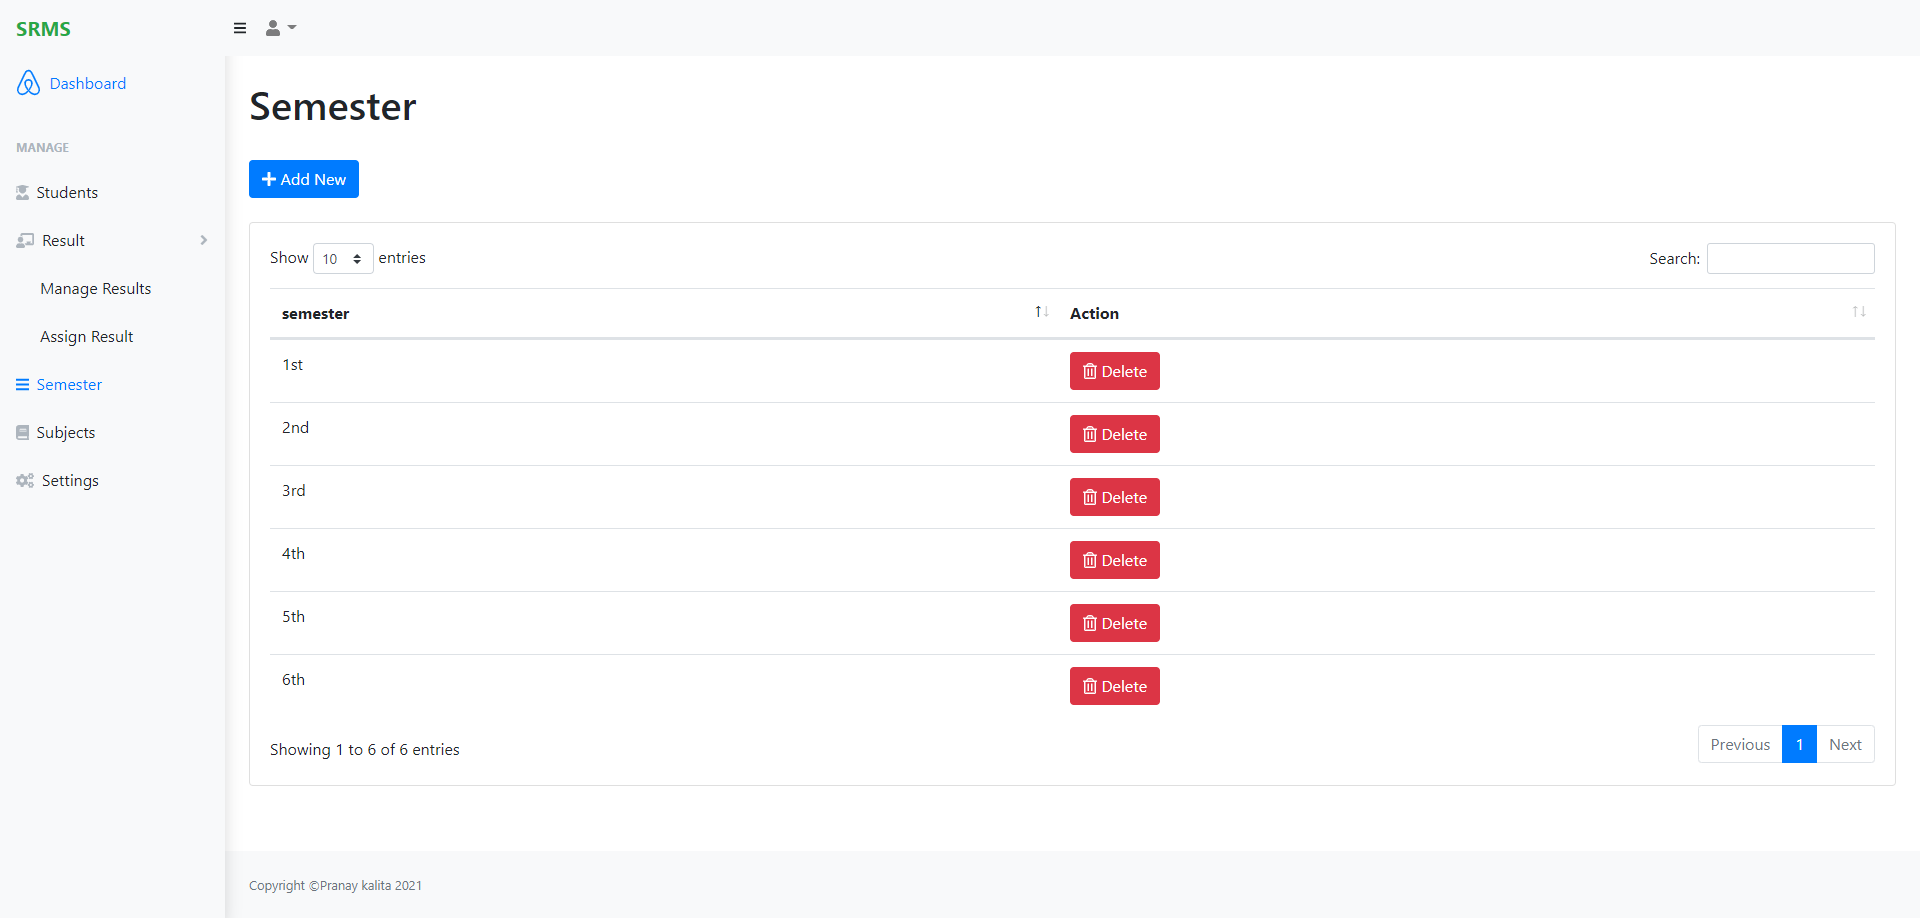 SRMS
Dashboard
MANAGE
Students
Result
Manage Results
Assign Result
Semester
Subjects
Settings
Semester
Add New
Show 10 entries
Search:
semester Action
1st Delete
2nd Delete
3rd Delete
4th Delete
5th Delete
6th Delete
Showing 1 to 6 of 6 entries
Previous 1 Next
Copyright ©Pranay kalita 2021